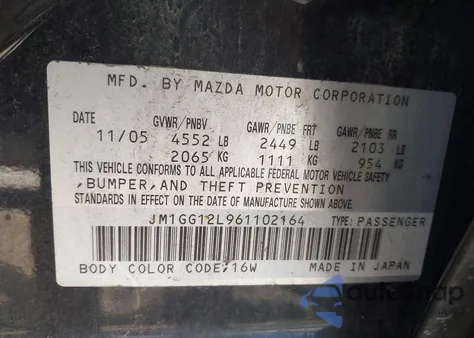 MFD. BY MAZDA MOTOR CORPORATION
DATE GVWR/PNBV GAWR/PNBE FRT GAWR/PNBE RR
11/05 4552 LB 2449 LB 2103 LB
2065 KG 1111 KG 954 KG
THIS VEHICLE CONFORMS TO ALL APPLICABLE FEDERAL MOTOR VEHICLE SAFETY
,BUMPER,AND THEFT PREVENTION
STANDARDS IN EFFECT ON THE DATE OF MANUFACTURE SHOWN ABOVE.
JM1GG12L961102164 TYPE: PASSENGER
BODY COLOR CODE;16W MADE IN JAPAN
autosnap